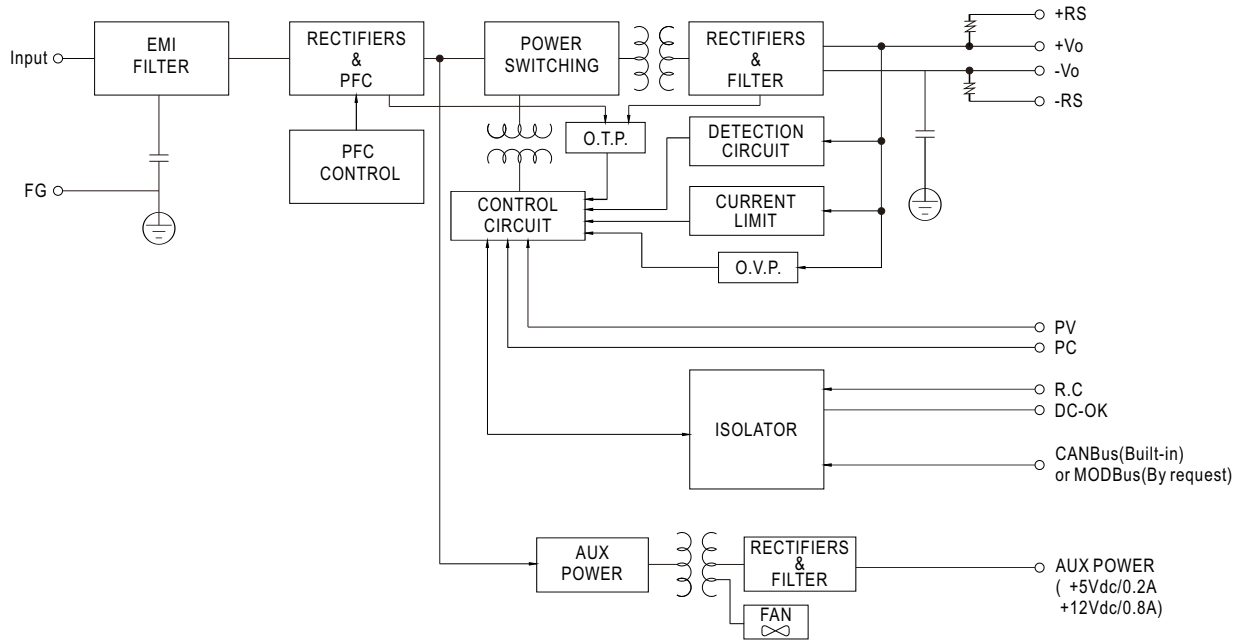 +RS
Input
EMI
FILTER
RECTIFIERS
&
PFC
POWER
SWITCHING
RECTIFIERS
&
FILTER
+Vo
-Vo
-RS
O.T.P.
DETECTION
CIRCUIT
PFC
CONTROL
FG
CONTROL
CIRCUIT
CURRENT
LIMIT
O.V.P.
PV
PC
ISOLATOR
R.C
DC-OK
CANBus(Built-in)
or MODBus(By request)
AUX
POWER
RECTIFIERS
&
FILTER
AUX POWER
( +5Vdc/0.2A
+12Vdc/0.8A)
FAN